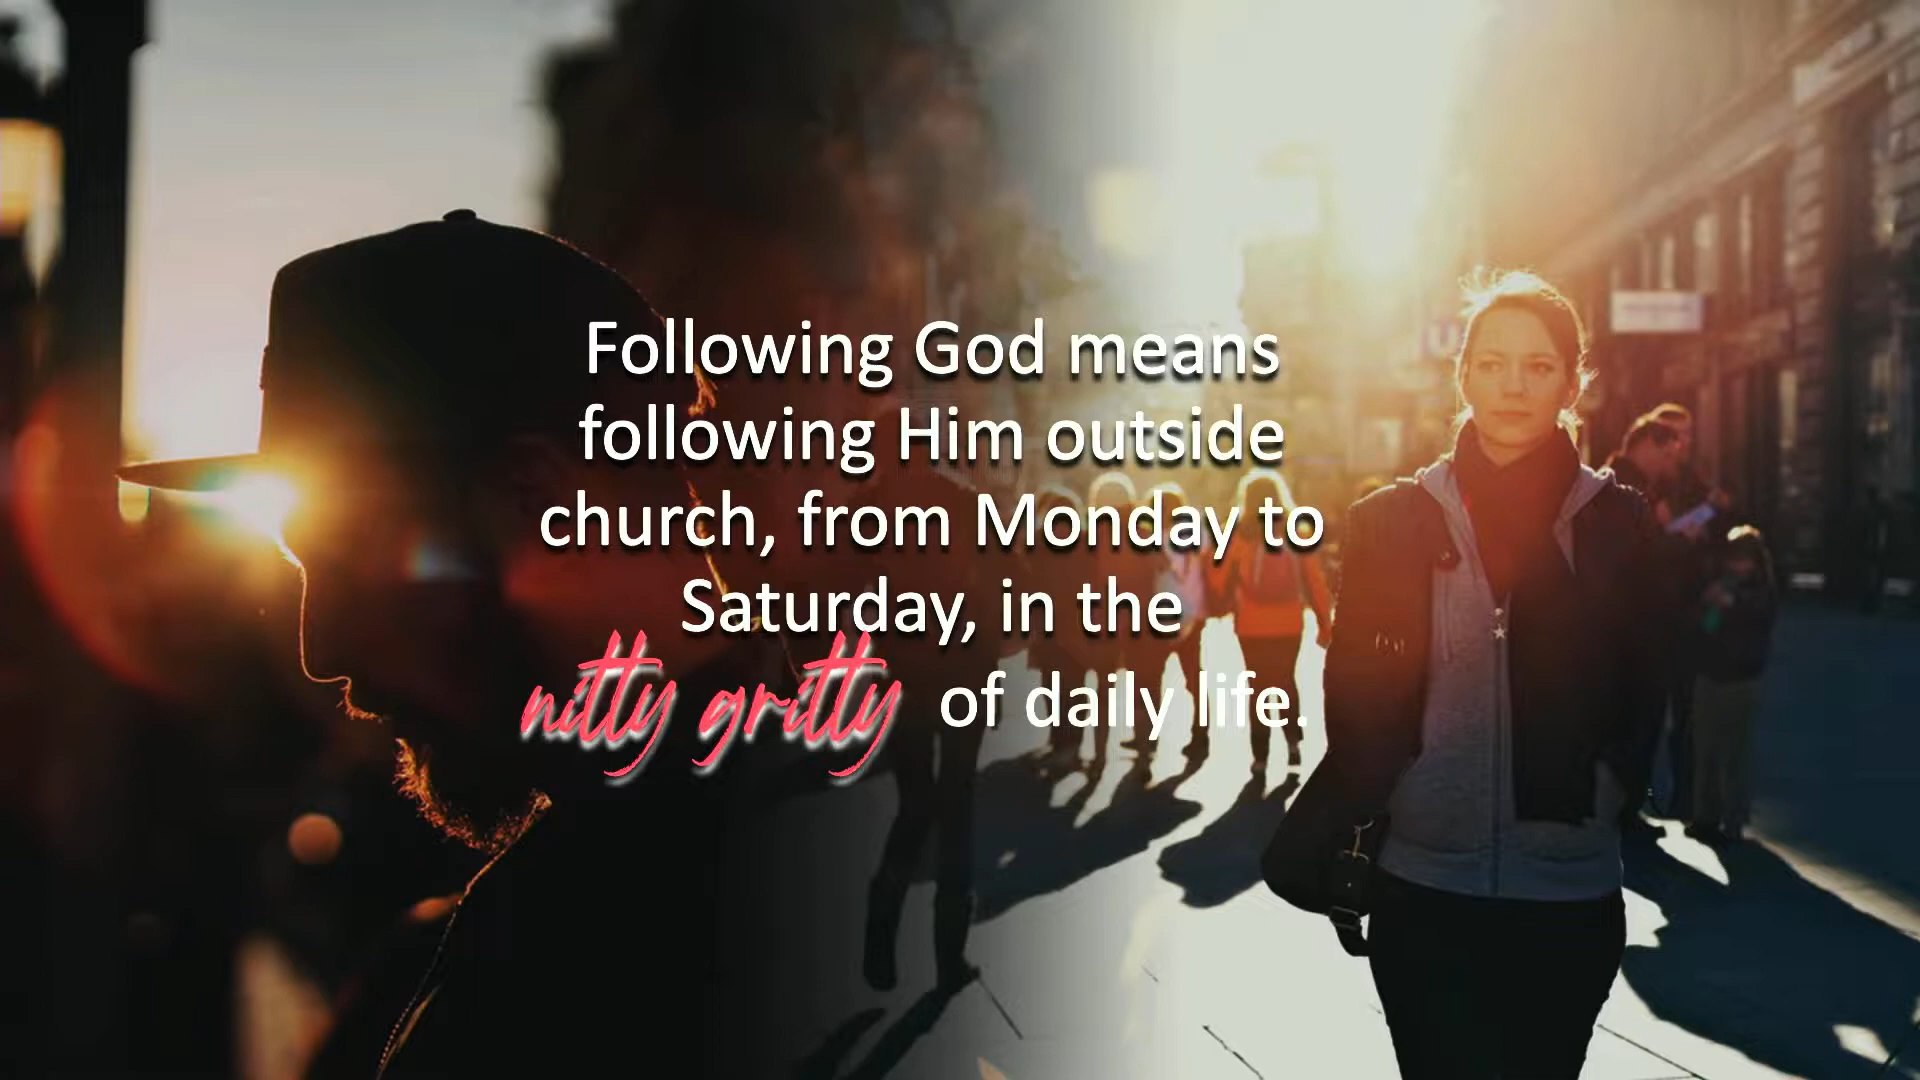 Following God means
following Him outside
church, from Monday to
Saturday, in the
nitty gritty of daily life.